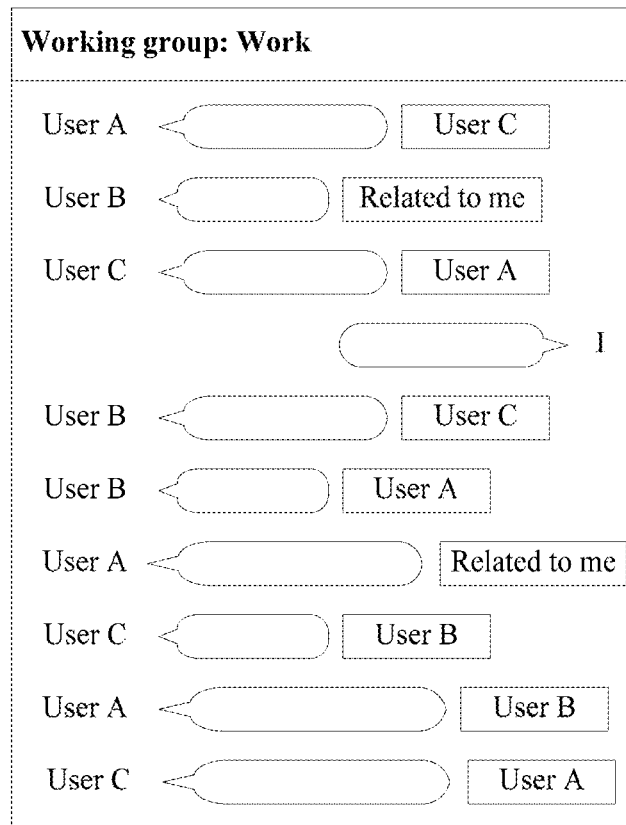 Working group: Work
User A User C
User B Related to me
User C User A
I
User B User C
User B User A
User A Related to me
User C User B
User A User B
User C User A